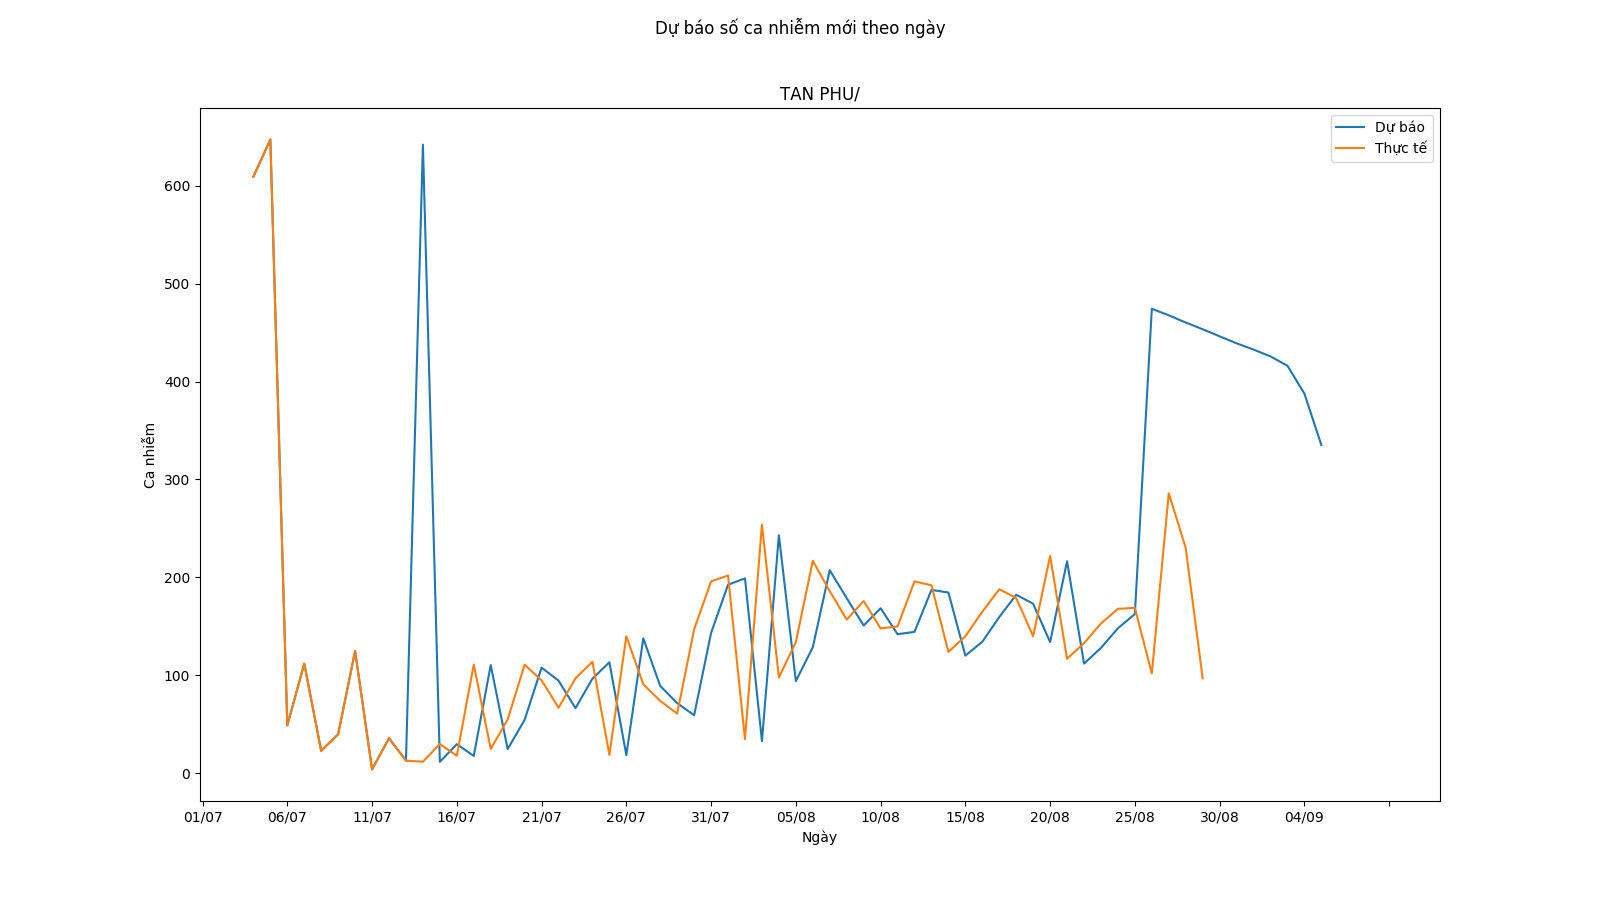 Dự báo số ca nhiễm mới theo ngày
TAN PHU/
Dự báo
Thực tế
600
500
400
300
200
100
0
Ca nhiễm
01/07 06/07 11/07 16/07 21/07 26/07 31/07 05/08 10/08 15/08 20/08 25/08 30/08 04/09
Ngày